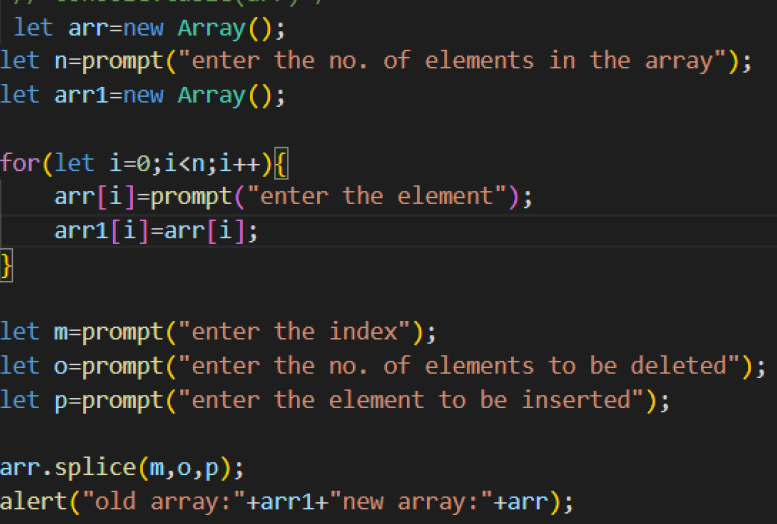 let arr=new Array();
let n=prompt("enter the no. of elements in the array");
let arr1=new Array();
for(let i=0;i<n;i++){
arr[i]=prompt("enter the element");
arr1[i]=arr[i];
}
let m=prompt("enter the index");
let o=prompt("enter the no. of elements to be deleted");
let p=prompt("enter the element to be inserted");
arr.splice(m,o,p);
alert("old array:"+arr1+"new array:"+arr);